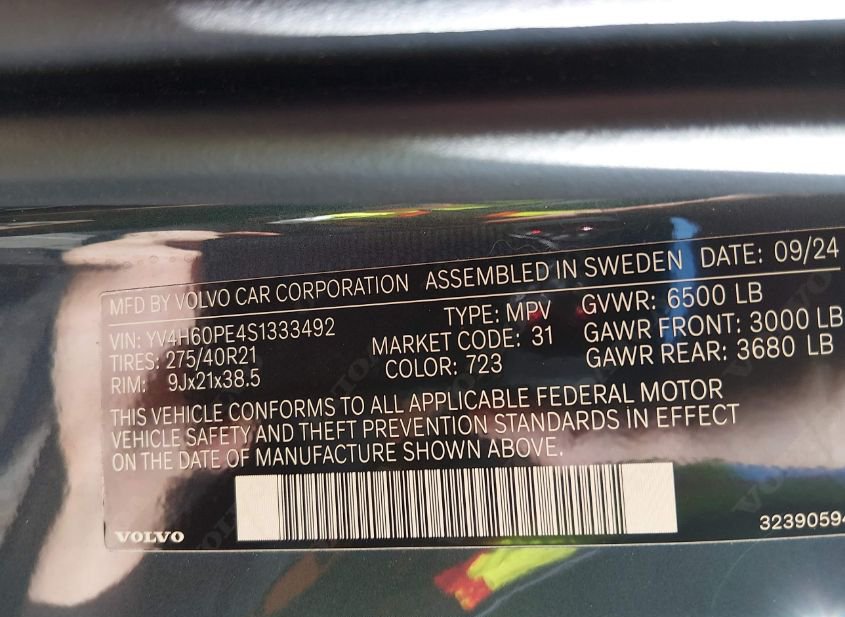 MFD BY VOLVO CAR CORPORATION ASSEMBLED IN SWEDEN DATE: 09/24
VIN: YV4H60PE4S1333492 TYPE: MPV GVWR: 6500 LB
TIRES: 275/40R21 MARKET CODE: 31 GAWR FRONT: 3000 LB
RIM: 9Jx21x38.5 COLOR: 723 GAWR REAR: 3680 LB
THIS VEHICLE CONFORMS TO ALL APPLICABLE FEDERAL MOTOR
VEHICLE SAFETY AND THEFT PREVENTION STANDARDS IN EFFECT
ON THE DATE OF MANUFACTURE SHOWN ABOVE.
VOLVO 3239059